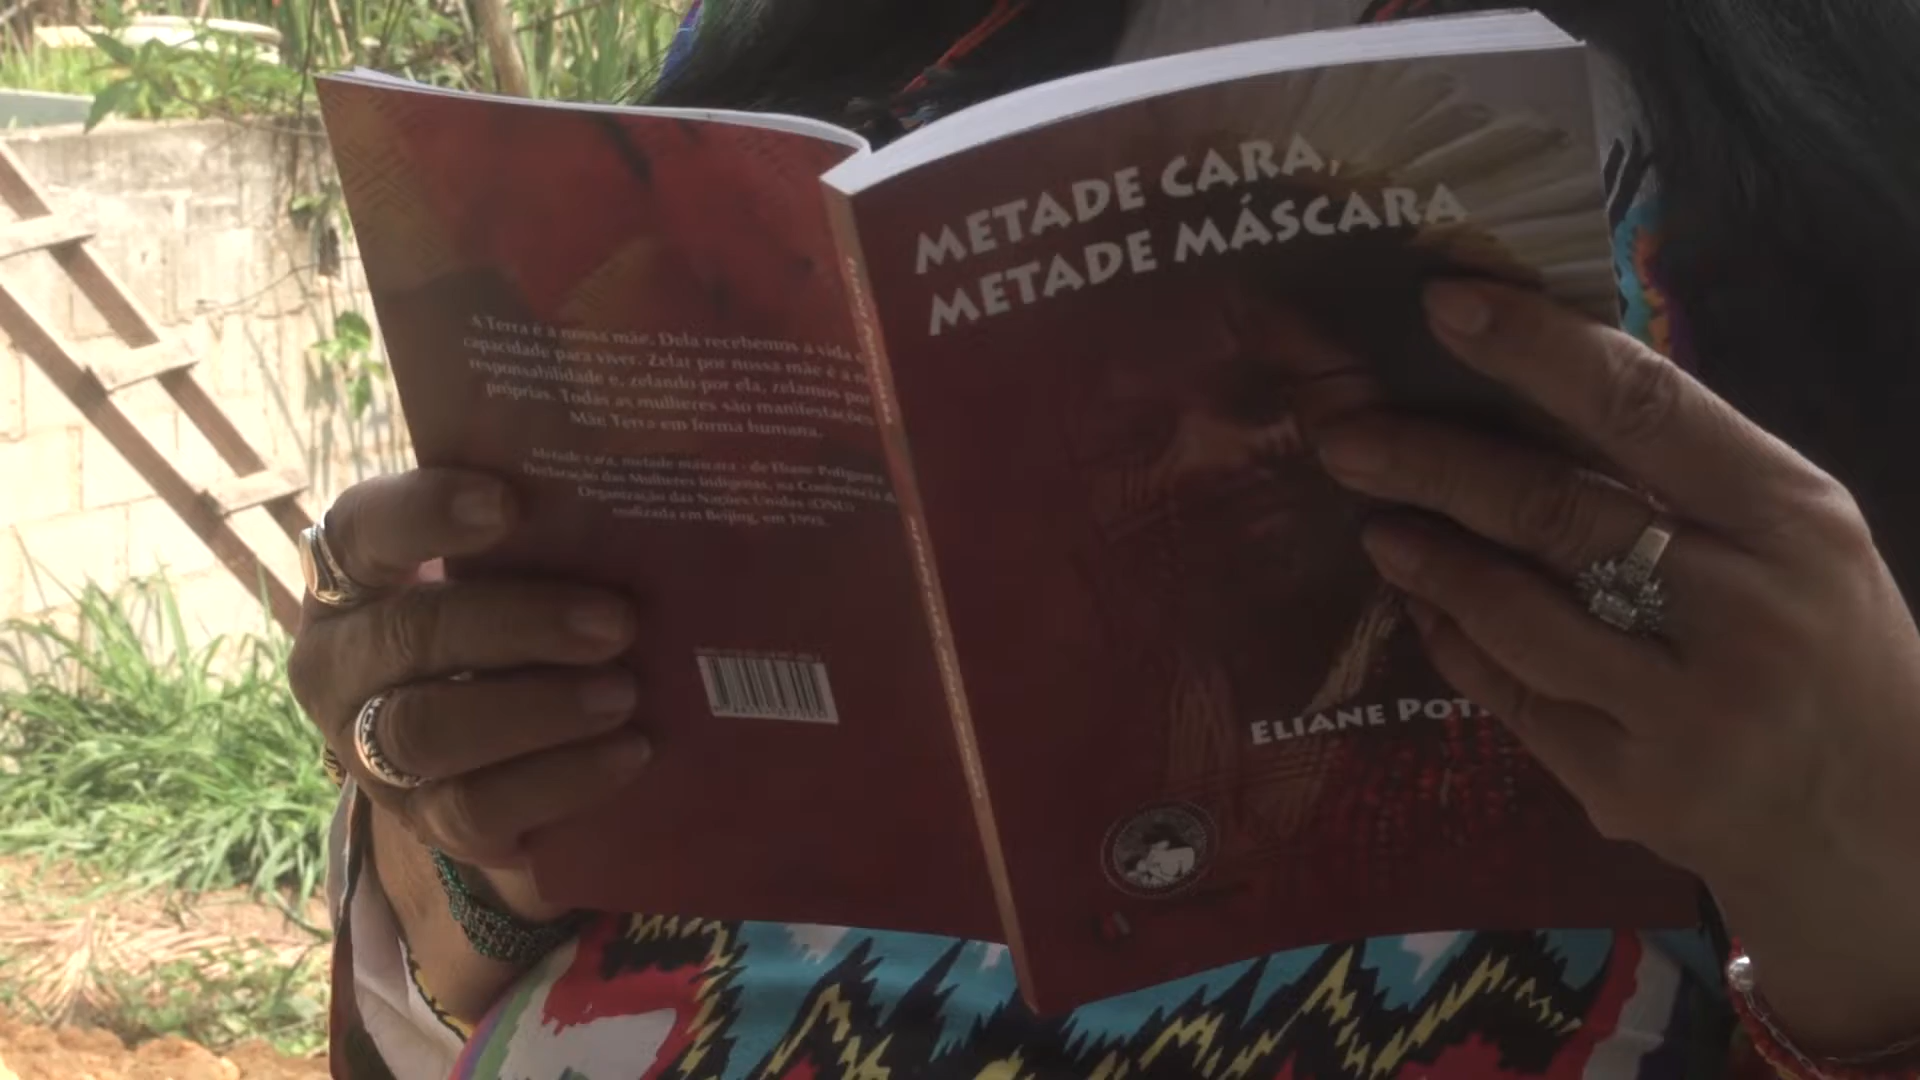 METADE CARA,
METADE MÁSCARA
ELIANE POT
A Terra é a nossa mãe. Dela recebemos a vida e
capacidade para viver. Zelar por nossa mãe é a
responsabilidade e, zelando por ela, zelamos por
próprias. Todas as mulheres são manifestações
Mãe Terra em forma humana.
Metade cara, metade máscara - de Eliane Potiguara
Declaração das Mulheres Indígenas, na Conferência
Organização das Nações Unidas (ONU)
realizada em Beijing, em 1995.